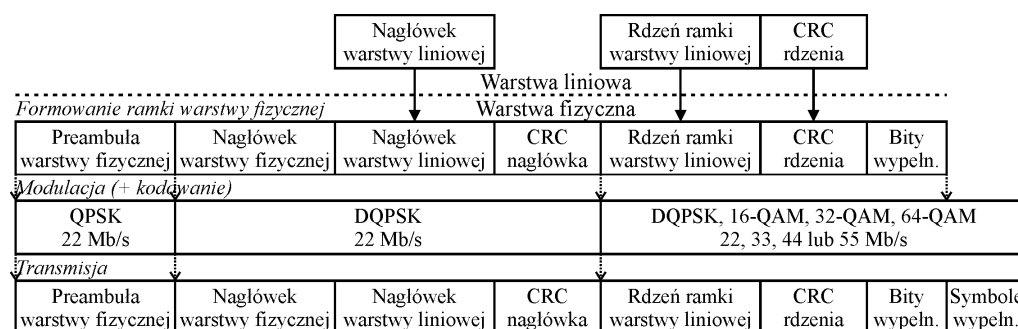 Nagłówek
warstwy liniowej
Rdzeń ramki
warstwy liniowej
CRC
rdzenia
Warstwa liniowa
Formowanie ramki warstwy fizycznej
Warstwa fizyczna
Preambuła
warstwy fizycznej
Nagłówek
warstwy fizycznej
Nagłówek
warstwy liniowej
CRC
nagłówka
Rdzeń ramki
warstwy liniowej
CRC
rdzenia
Bity
wypełn.
Modulacja (+ kodowanie)
QPSK
22 Mb/s
DQPSK
22 Mb/s
DQPSK, 16-QAM, 32-QAM, 64-QAM
22, 33, 44 lub 55 Mb/s
Transmisja
Preambuła
warstwy fizycznej
Nagłówek
warstwy fizycznej
Nagłówek
warstwy liniowej
CRC
nagłówka
Rdzeń ramki
warstwy liniowej
CRC
rdzenia
Bity
wypełn.
Symbole
wypełn.